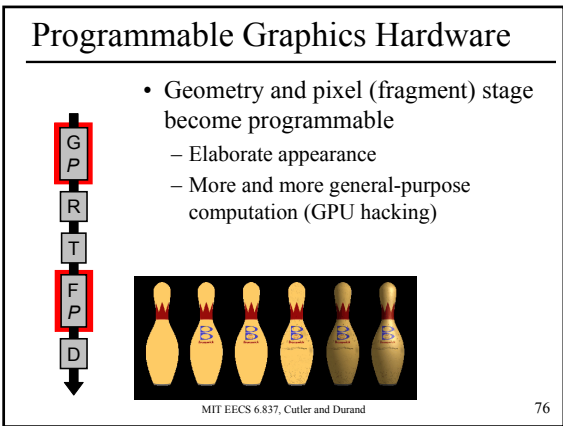 Programmable Graphics Hardware
• Geometry and pixel (fragment) stage
become programmable
– Elaborate appearance
– More and more general-purpose
computation (GPU hacking)
G
P
R
T
F
P
D
B
B
B
B
B
MIT EECS 6.837, Cutler and Durand
76